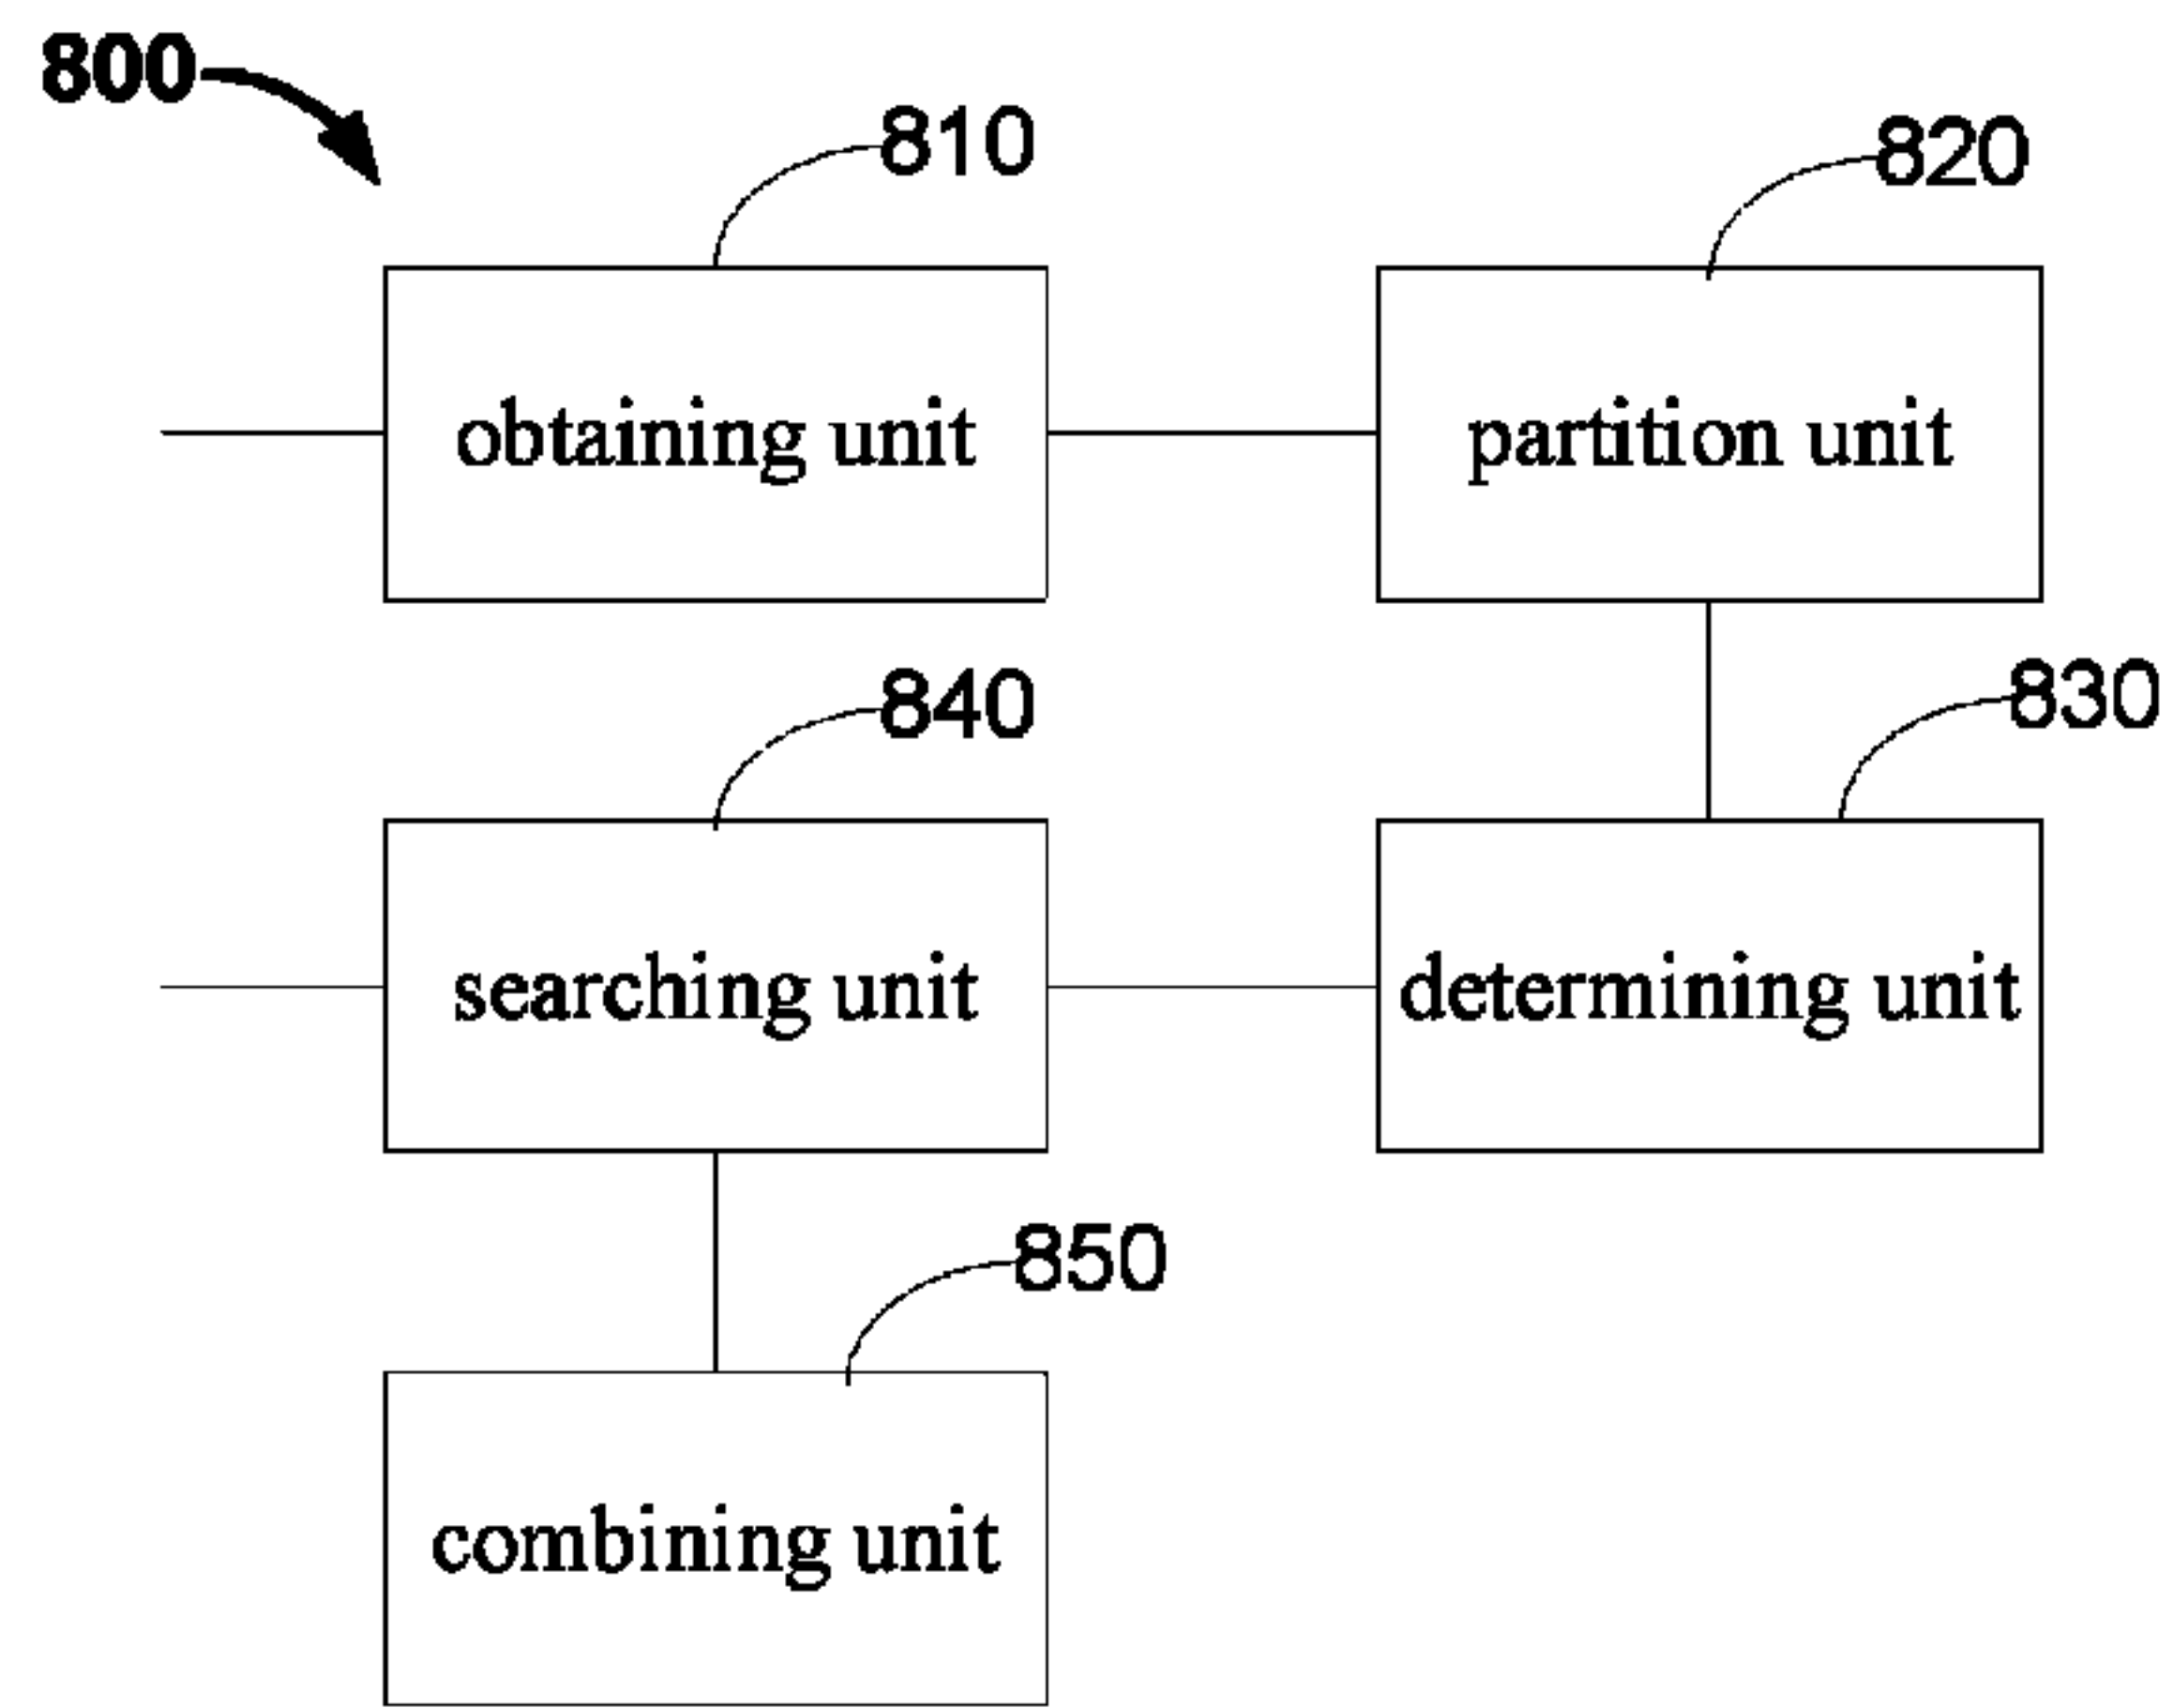 800
810
820
obtaining unit
partition unit
840
830
searching unit
determining unit
850
combining unit